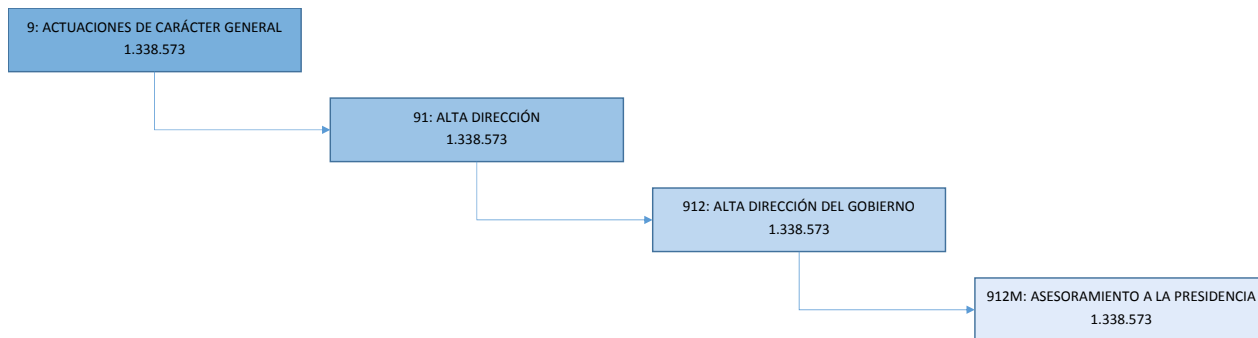 9: ACTUACIONES DE CARÁCTER GENERAL
1.338.573
91: ALTA DIRECCIÓN
1.338.573
912: ALTA DIRECCIÓN DEL GOBIERNO
1.338.573
912M: ASESORAMIENTO A LA PRESIDENCIA
1.338.573